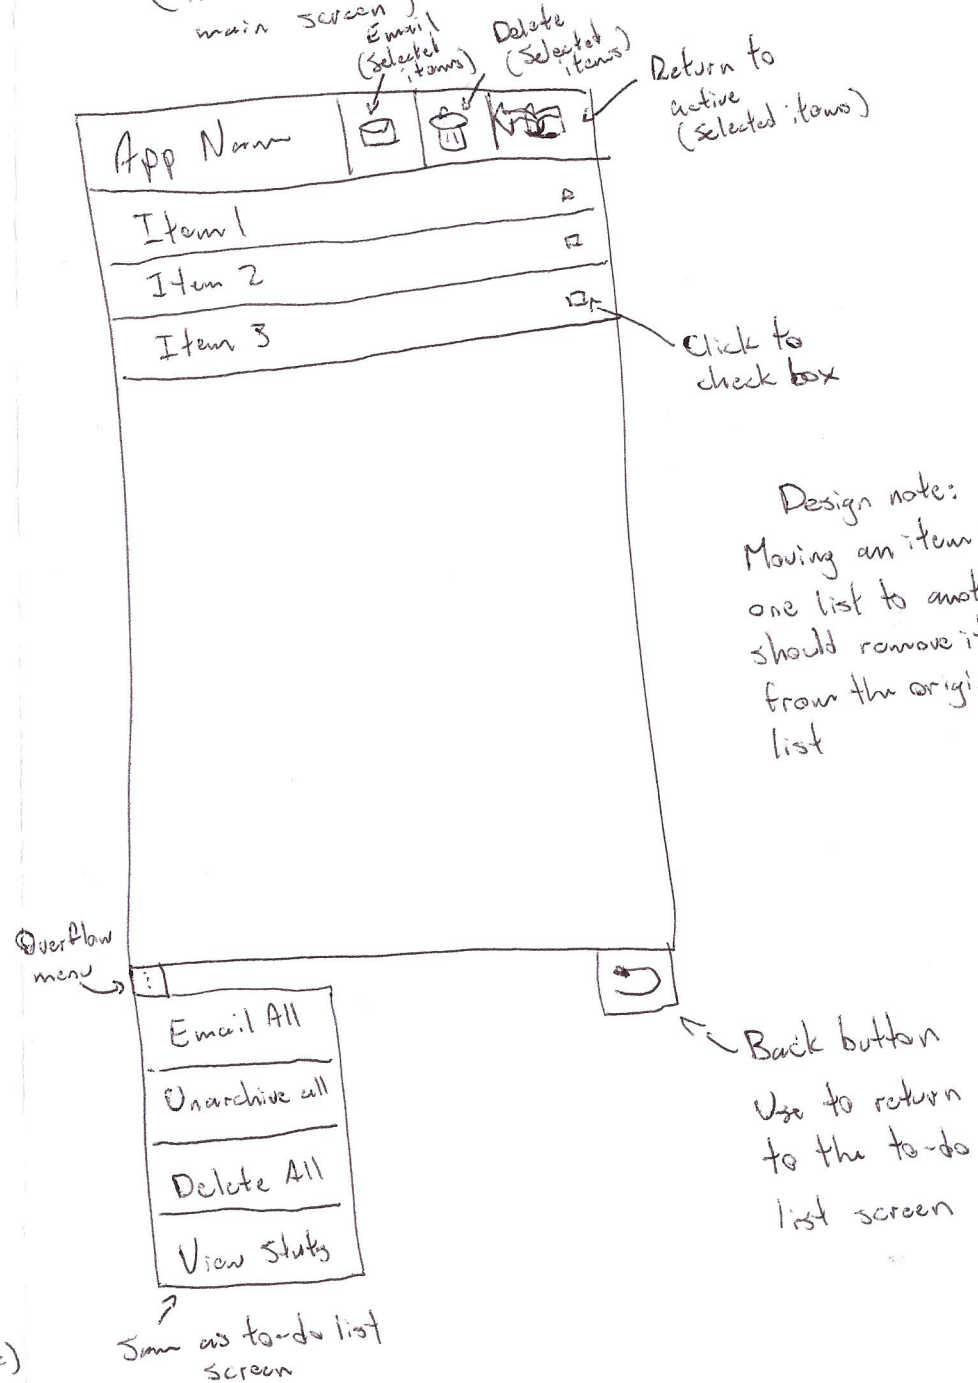 main screen)
Email
(selected
items)
Delete
(selected
items)
Return to
active
(selected items)
App Name
Item 1
Item 2
Item 3
Click to
check box
Design note:
Moving an item
one list to anot
should remove it
from the origi
list
Overflow
menu
Email All
Unarchive all
Delete All
View Stats
Back button
Use to return
to the to-do
list screen
Same as to-do list
screen